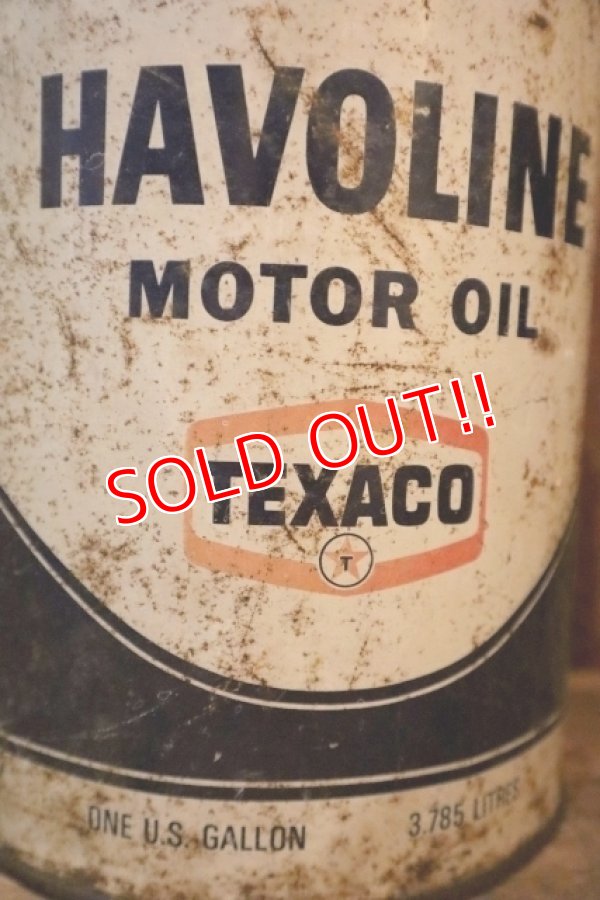 HAVOLINE
MOTOR OIL
SOLD OUT!!
TEXACO
T
ONE U.S. GALLON 3.785 LITRES